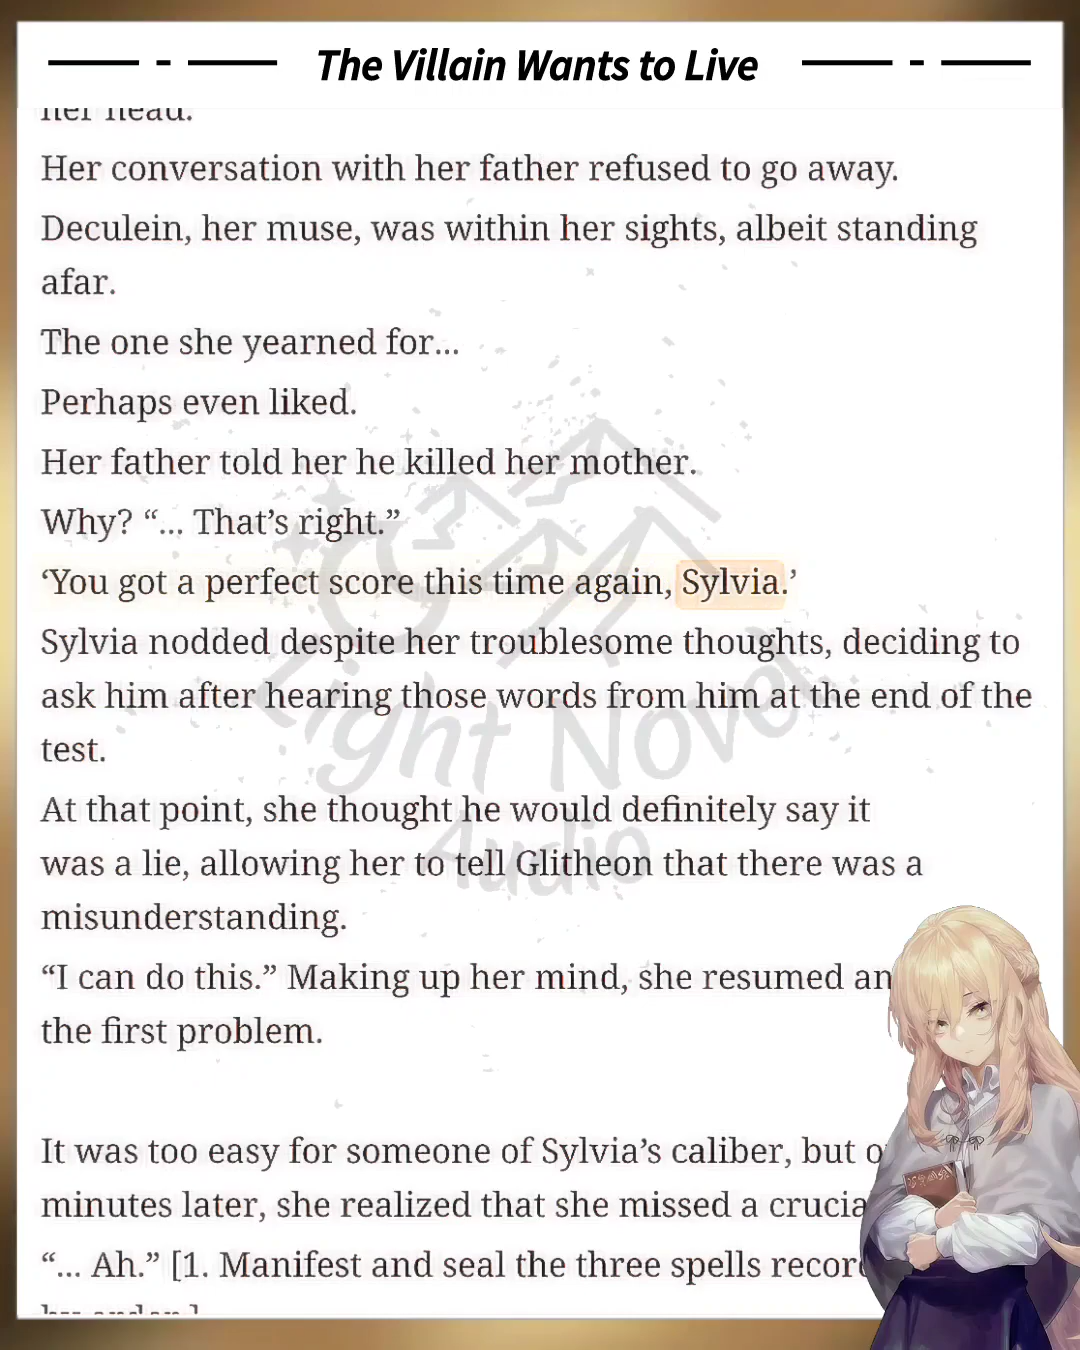 The Villain Wants to Live
her head.
Her conversation with her father refused to go away.
Deculein, her muse, was within her sights, albeit standing
afar.
The one she yearned for...
Perhaps even liked.
Her father told her he killed her mother.
Why? “... That’s right.”
‘You got a perfect score this time again, Sylvia.’
Sylvia nodded despite her troublesome thoughts, deciding to
ask him after hearing those words from him at the end of the
test.
At that point, she thought he would definitely say it
was a lie, allowing her to tell Glitheon that there was a
misunderstanding.
“I can do this.” Making up her mind, she resumed an
the first problem.
It was too easy for someone of Sylvia’s caliber, but
minutes later, she realized that she missed a crucia
“... Ah.” [1. Manifest and seal the three spells recor
Light Novel
Audio